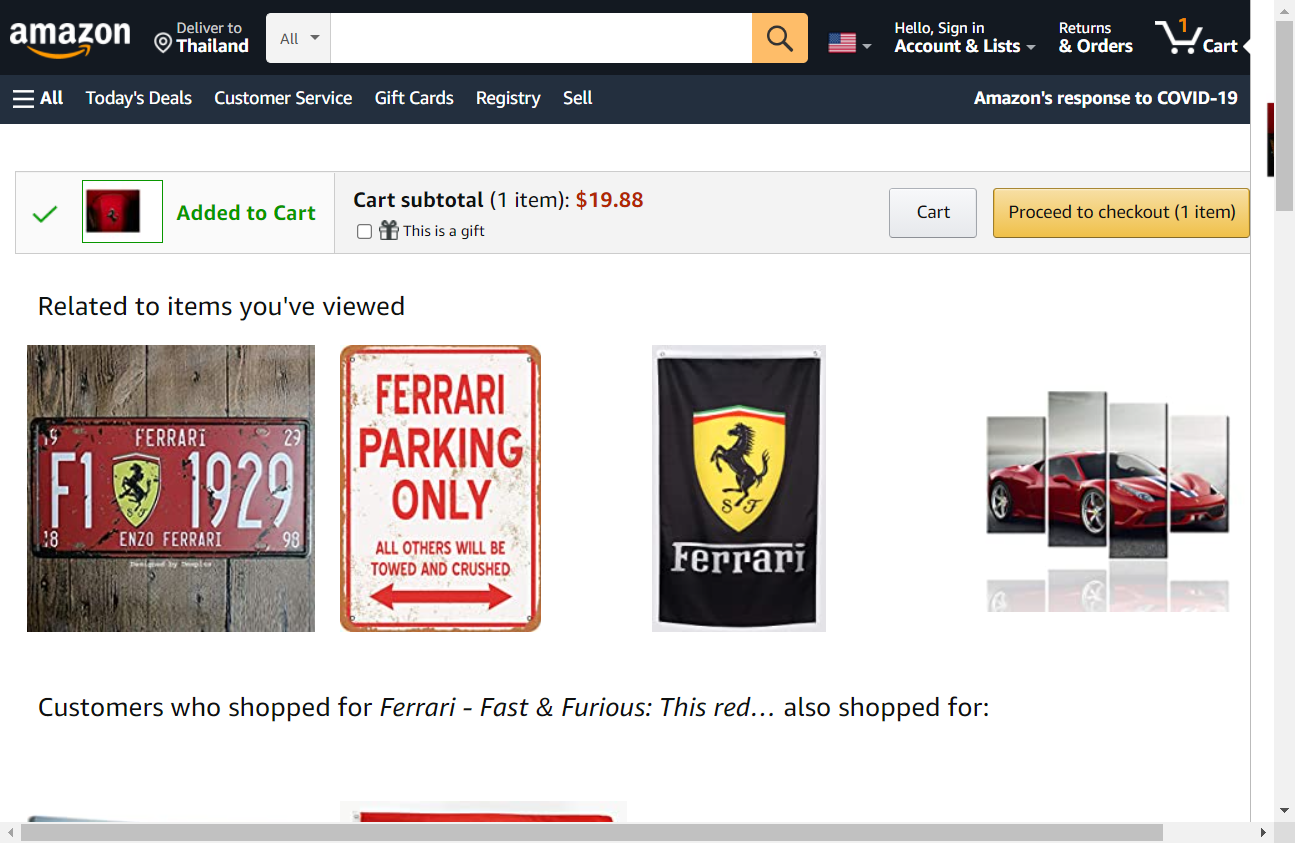 amazon
Deliver to
Thailand
All
Hello, Sign in
Account & Lists
Returns
& Orders
1
Cart
All
Today's Deals
Customer Service
Gift Cards
Registry
Sell
Amazon's response to COVID-19
Added to Cart
Cart subtotal (1 item): $19.88
This is a gift
Cart
Proceed to checkout (1 item)
Related to items you've viewed
19 FERRARI 29
F1 SF 1929
18 ENZO FERRARI 98
Designed by Deeplus
FERRARI
PARKING
ONLY
ALL OTHERS WILL BE
TOWED AND CRUSHED
S F
Ferrari
Customers who shopped for Ferrari - Fast & Furious: This red... also shopped for: